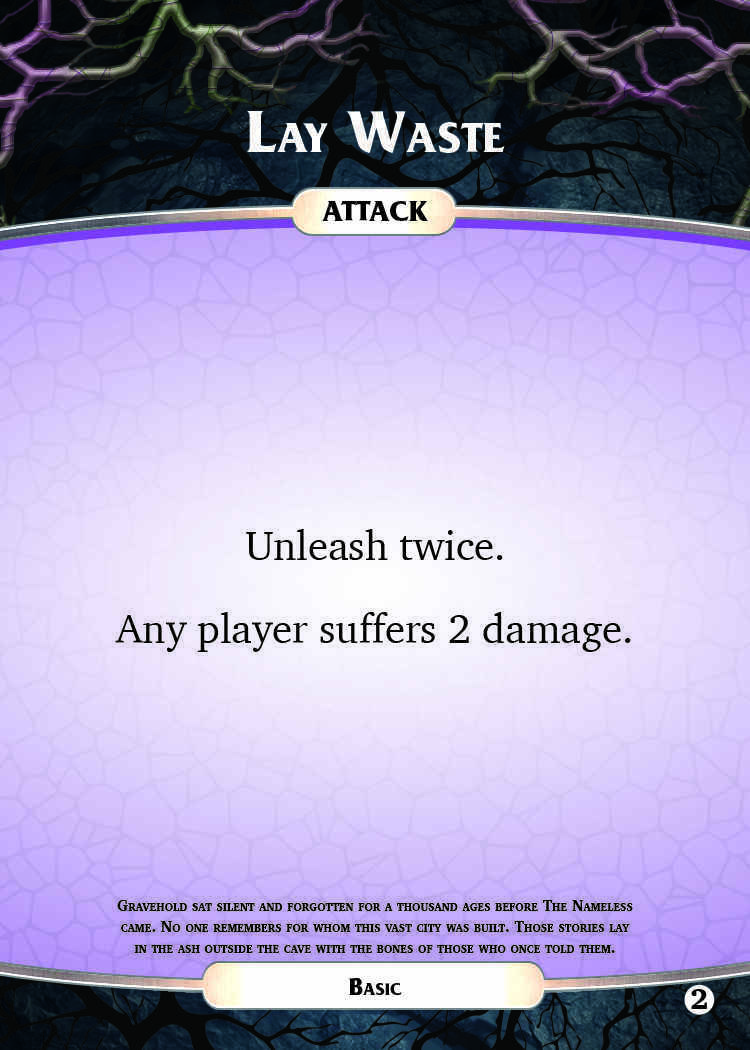 Lay Waste
ATTACK
Unleash twice.
Any player suffers 2 damage.
Gravehold sat silent and forgotten for a thousand ages before The Nameless
came. No one remembers for whom this vast city was built. Those stories lay
in the ash outside the cave with the bones of those who once told them.
Basic
2